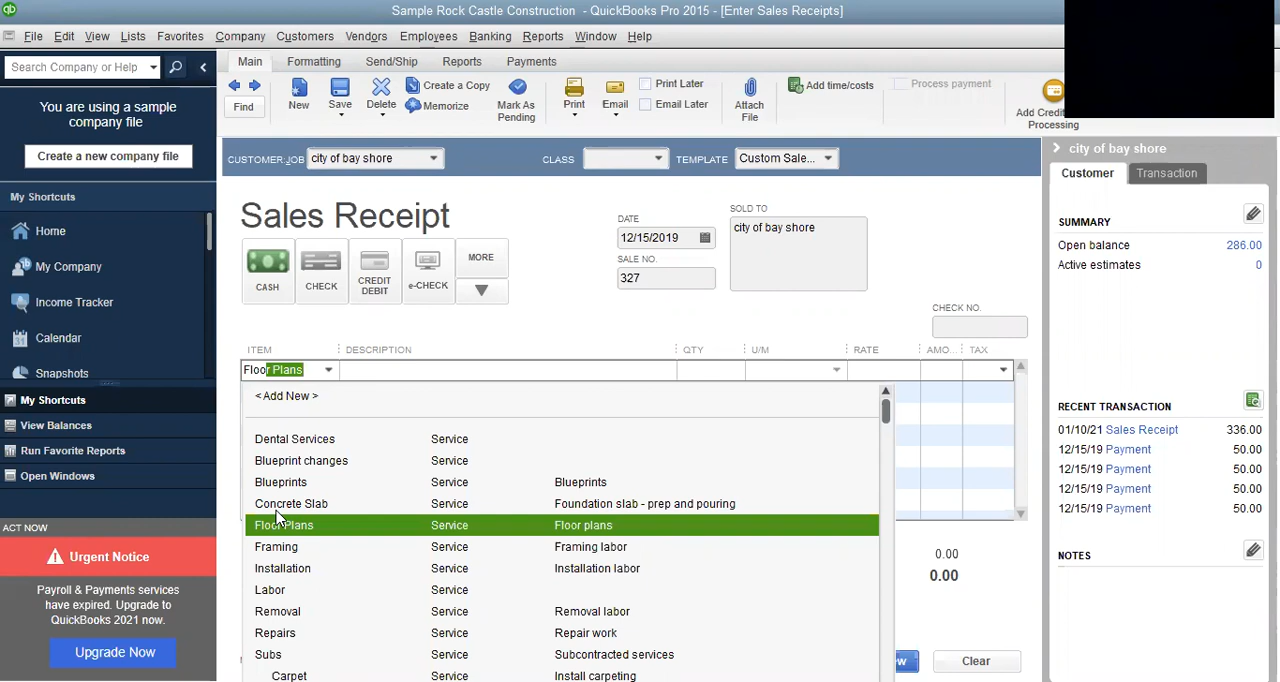 Sample Rock Castle Construction - QuickBooks Pro 2015 - [Enter Sales Receipts]
File Edit View Lists Favorites Company Customers Vendors Employees Banking Reports Window Help
Search Company or Help
You are using a sample
company file
Create a new company file
My Shortcuts
Home
My Company
Income Tracker
Calendar
Snapshots
My Shortcuts
View Balances
Run Favorite Reports
Open Windows
ACT NOW
Urgent Notice
Payroll & Payments services
have expired. Upgrade to
QuickBooks 2021 now.
Upgrade Now
Main Formatting Send/Ship Reports Payments
Find
New
Save
Delete
Create a Copy
Memorize
Mark As
Pending
Print
Email
Print Later
Email Later
Attach
File
Add time/costs
Process payment
Add Credit
Processing
CUSTOMER:JOB city of bay shore CLASS TEMPLATE Custom Sale...
Sales Receipt
CASH
CHECK
CREDIT
DEBIT
e-CHECK
MORE
DATE
12/15/2019
SALE NO.
327
SOLD TO
city of bay shore
CHECK NO.
ITEM DESCRIPTION QTY U/M RATE AMO... TAX
Floor Plans
< Add New >
Dental Services Service
Blueprint changes Service
Blueprints Service Blueprints
Concrete Slab Service Foundation slab - prep and pouring
Floor Plans Service Floor plans
Framing Service Framing labor
Installation Service Installation labor
Labor Service
Removal Service Removal labor
Repairs Service Repair work
Subs Service Subcontracted services
Carpet Service Install carpeting
0.00
0.00
Clear
city of bay shore
Customer Transaction
SUMMARY
Open balance 286.00
Active estimates 0
RECENT TRANSACTION
01/10/21 Sales Receipt 336.00
12/15/19 Payment 50.00
12/15/19 Payment 50.00
12/15/19 Payment 50.00
12/15/19 Payment 50.00
NOTES